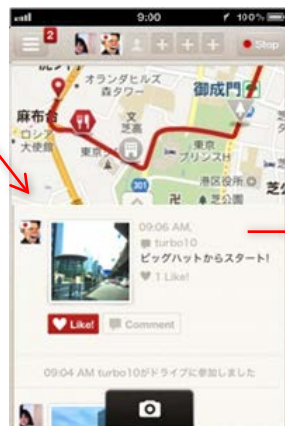 9:00
100%
2
Stop
オランダヒルズ
森タワー
御成門
麻布台
ロシア
大使館
文
芝高
東京
プリンスH
港区役所
301
卍
芝公園
09:06 AM,
turbo10
ビッグハットからスタート!
1 Like!
Like!
Comment
09:04 AM turbo10がドライブに参加しました